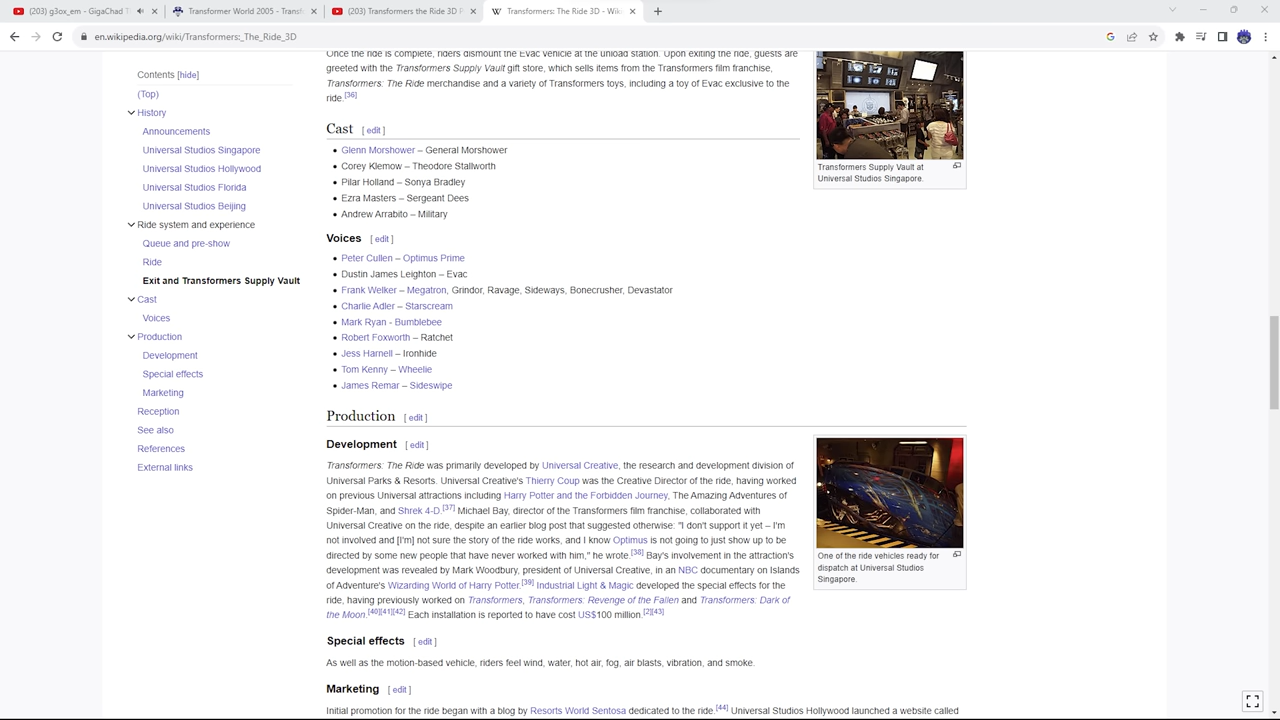 (203) g3ox_em - GigaChad T
Transformer World 2005 - Transf
(203) Transformers the Ride 3D P
Transformers: The Ride 3D - Wiki
en.wikipedia.org/wiki/Transformers:_The_Ride_3D
Contents [hide]
(Top)
History
Announcements
Universal Studios Singapore
Universal Studios Hollywood
Universal Studios Florida
Universal Studios Beijing
Ride system and experience
Queue and pre-show
Ride
Exit and Transformers Supply Vault
Cast
Voices
Production
Development
Special effects
Marketing
Reception
See also
References
External links
Once the ride is complete, riders dismount the Evac vehicle at the unload station. Upon exiting the ride, guests are
greeted with the Transformers Supply Vault gift store, which sells items from the Transformers film franchise,
Transformers: The Ride merchandise and a variety of Transformers toys, including a toy of Evac exclusive to the
ride.[36]
Transformers Supply Vault at
Universal Studios Singapore.
Cast [ edit ]
Glenn Morshower – General Morshower
Corey Klemow – Theodore Stallworth
Pilar Holland – Sonya Bradley
Ezra Masters – Sergeant Dees
Andrew Arrabito – Military
Voices [ edit ]
Peter Cullen – Optimus Prime
Dustin James Leighton – Evac
Frank Welker – Megatron, Grindor, Ravage, Sideways, Bonecrusher, Devastator
Charlie Adler – Starscream
Mark Ryan - Bumblebee
Robert Foxworth – Ratchet
Jess Harnell – Ironhide
Tom Kenny – Wheelie
James Remar – Sideswipe
Production [ edit ]
Development [ edit ]
Transformers: The Ride was primarily developed by Universal Creative, the research and development division of
Universal Parks & Resorts. Universal Creative's Thierry Coup was the Creative Director of the ride, having worked
on previous Universal attractions including Harry Potter and the Forbidden Journey, The Amazing Adventures of
Spider-Man, and Shrek 4-D.[37] Michael Bay, director of the Transformers film franchise, collaborated with
Universal Creative on the ride, despite an earlier blog post that suggested otherwise: "I don't support it yet – I'm
not involved and [I'm] not sure the story of the ride works, and I know Optimus is not going to just show up to be
directed by some new people that have never worked with him," he wrote.[38] Bay's involvement in the attraction's
development was revealed by Mark Woodbury, president of Universal Creative, in an NBC documentary on Islands
of Adventure's Wizarding World of Harry Potter.[39] Industrial Light & Magic developed the special effects for the
ride, having previously worked on Transformers, Transformers: Revenge of the Fallen and Transformers: Dark of
the Moon.[40][41][42] Each installation is reported to have cost US$100 million.[2][43]
One of the ride vehicles ready for
dispatch at Universal Studios
Singapore.
Special effects [ edit ]
As well as the motion-based vehicle, riders feel wind, water, hot air, fog, air blasts, vibration, and smoke.
Marketing [ edit ]
Initial promotion for the ride began with a blog by Resorts World Sentosa dedicated to the ride.[44] Universal Studios Hollywood launched a website called